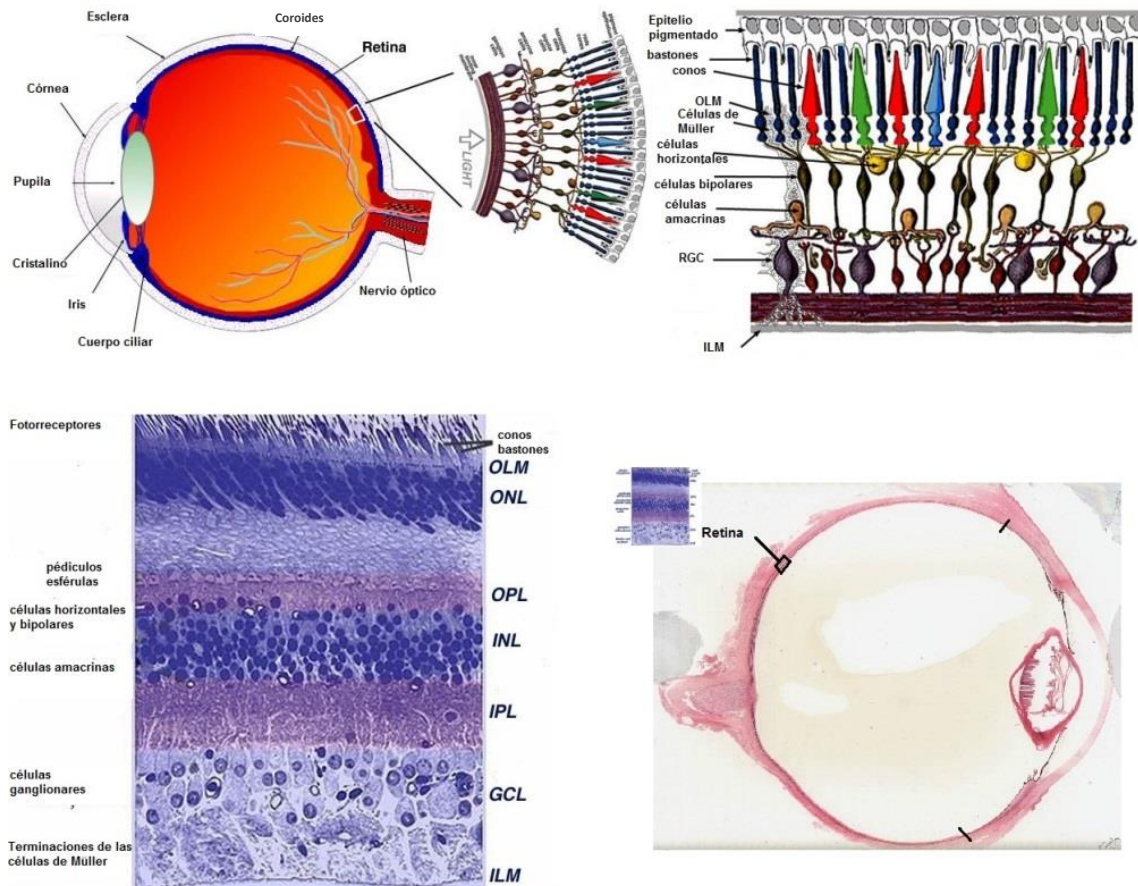 Esclera
Coroides
Retina
Córnea
Pupila
Cristalino
Iris
Cuerpo ciliar
Nervio óptico
LIGHT
Epitelio
pigmentado
bastones
conos
OLM
Células de
Müller
células
horizontales
células bipolares
células
amacrinas
RGC
ILM
Fotorreceptores
pédiculos
esférulas
células horizontales
y bipolares
células amacrinas
células
ganglionares
Terminaciones de las
células de Müller
conos
bastones
OLM
ONL
OPL
INL
IPL
GCL
ILM
Retina